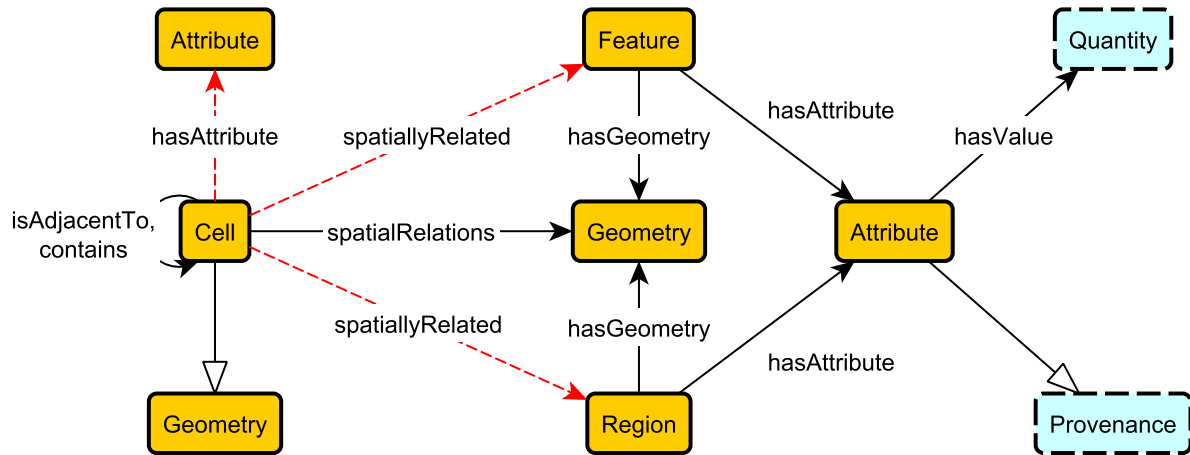 Attribute
Feature
Quantity
hasAttribute
spatiallyRelated
hasGeometry
hasAttribute
hasValue
isAdjacentTo,
contains
Cell
spatialRelations
Geometry
Attribute
spatiallyRelated
hasGeometry
hasAttribute
Geometry
Region
Provenance